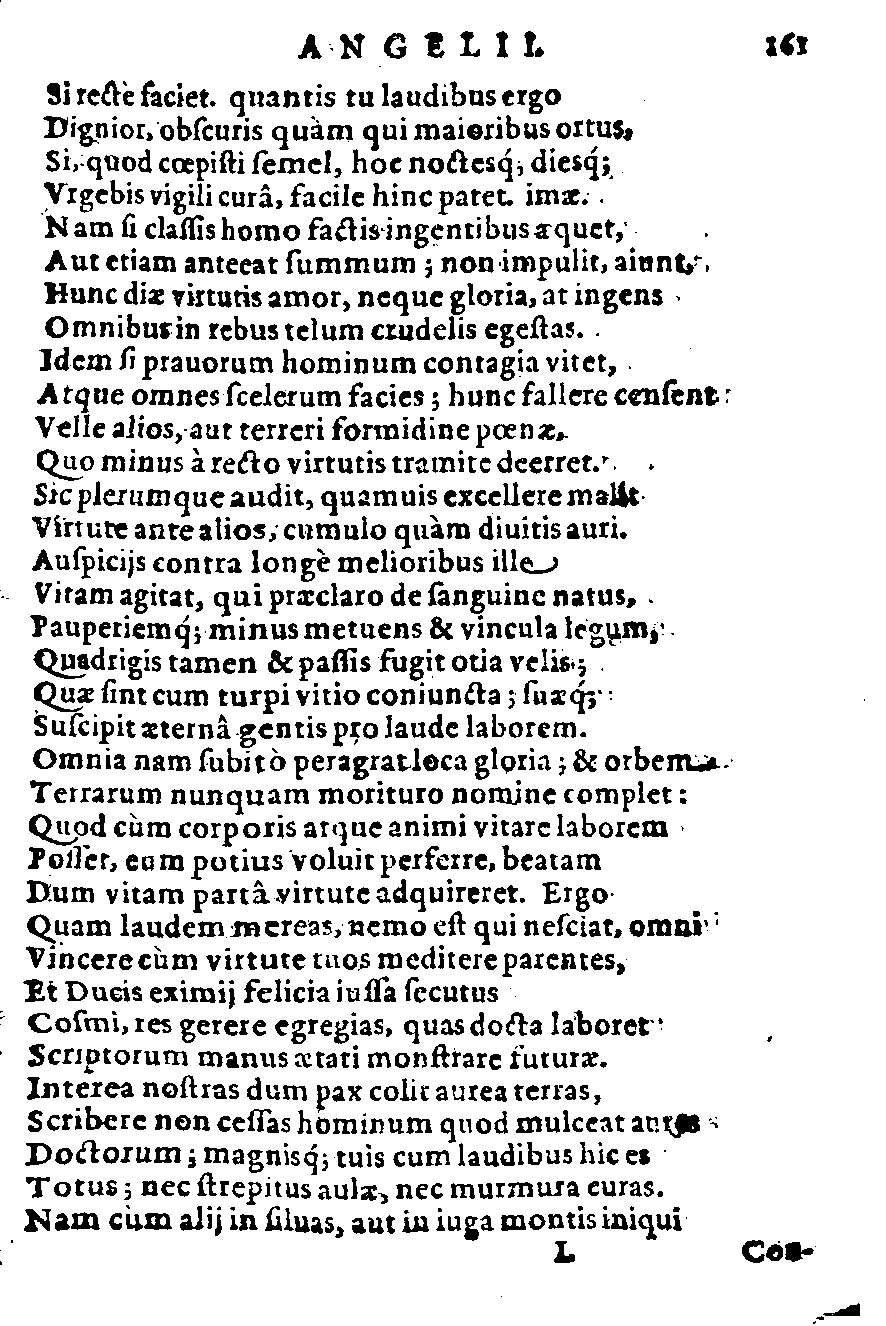 ANGELII. 161
Si rectè faciet. quantis tu laudibus ergo
Dignior, obſcuris quàm qui maioribus ortus,
Si, quod cœpiſti ſemel, hoc noctesq́; diesq́;
Vrgebis vigili curâ, facile hinc patet. imæ.
Nam ſi claſſis homo factis ingentibus æquet,
Aut etiam anteeat ſummum; non impulit, aiunt,
Hunc diæ virtutis amor, neque gloria, at ingens
Omnibus in rebus telum crudelis egeſtas.
Idem ſi prauorum hominum contagia vitet,
Atque omnes ſcelerum facies; hunc fallere cenſent
Velle alios, aut terreri formidine pœnæ,
Quo minus à recto virtutis tramite deerret.
Sic plerumque audit, quamuis excellere malit
Virtute ante alios, cumulo quàm diuitis auri.
Auſpicijs contra longè melioribus ille
Vitam agitat, qui præclaro de ſanguine natus,
Pauperiemq́; minus metuens & vincula legum,
Quadrigis tamen & paſſis fugit otia velis;
Quæ ſint cum turpi vitio coniuncta; ſuæq́;
Suſcipit æternâ gentis pro laude laborem.
Omnia nam ſubitò peragrat loca gloria; & orbem
Terrarum nunquam morituro nomine complet:
Quod cùm corporis atque animi vitare laborem
Poſſet, eum potius voluit perferre, beatam
Dum vitam partâ virtute adquireret. Ergo
Quam laudem mereas, nemo eſt qui neſciat, omni
Vincere cùm virtute tuos meditere parentes,
Et Ducis eximij felicia iuſſa ſecutus
Coſmi, res gerere egregias, quas docta laboret
Scriptorum manus ætati monſtrare futuræ.
Interea noſtras dum pax colit aurea terras,
Scribere non ceſſas hominum quod mulceat aures
Doctorum; magnisq́; tuis cum laudibus hic es
Totus; nec ſtrepitus aulæ, nec murmura curas.
Nam cùm alij in ſiluas, aut in iuga montis iniqui
L Con-